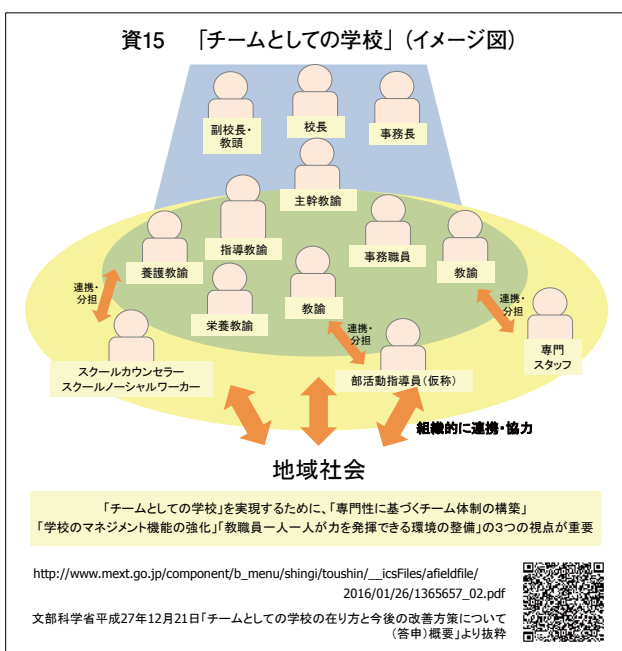 資15 「チームとしての学校」(イメージ図)
副校長・
教頭
校長
事務長
主幹教諭
指導教諭
事務職員
養護教諭
教諭
栄養教諭
教諭
連携・
分担
連携・
分担
連携・
分担
スクールカウンセラー
スクールノーシャルワーカー
部活動指導員(仮称)
専門
スタッフ
組織的に連携・協力
地域社会
「チームとしての学校」を実現するために、「専門性に基づくチーム体制の構築」
「学校のマネジメント機能の強化」「教職員一人一人が力を発揮できる環境の整備」の3つの視点が重要
http://www.mext.go.jp/component/b_menu/shingi/toushin/__icsFiles/afieldfile/
2016/01/26/1365657_02.pdf
文部科学省平成27年12月21日「チームとしての学校の在り方と今後の改善方策について
(答申)概要」より抜粋